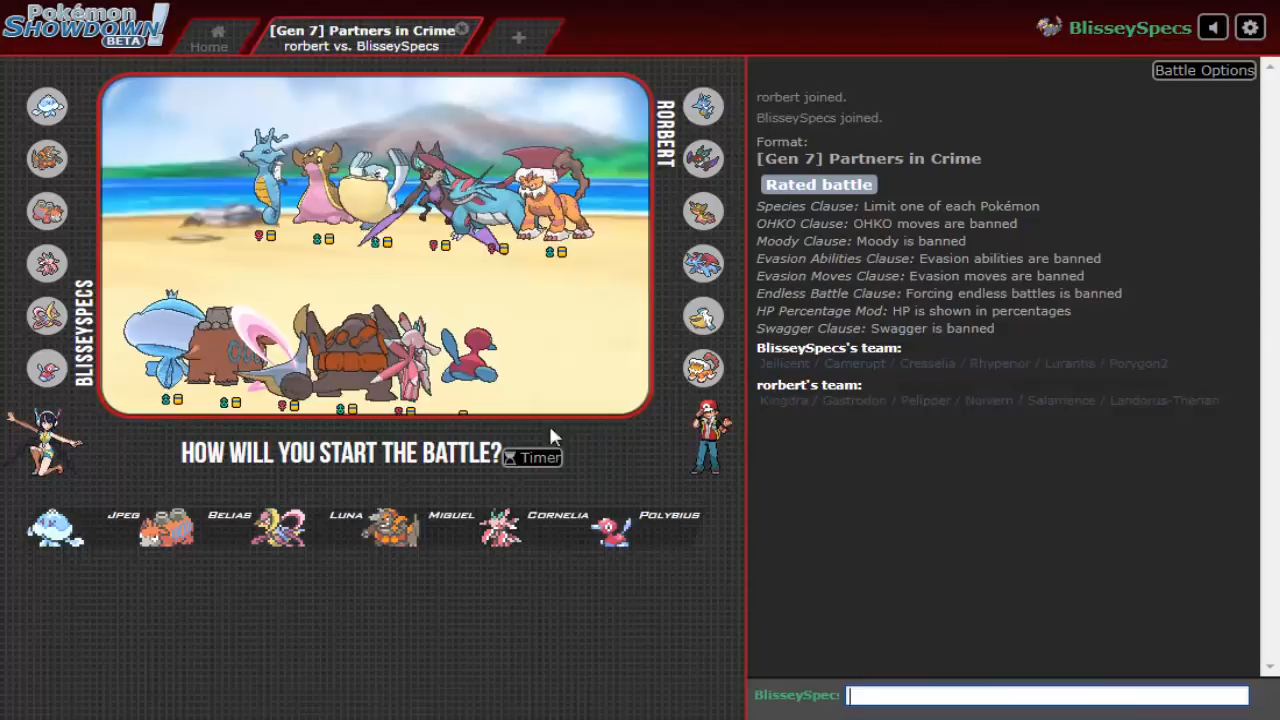 Pokémon
SHOWDOWN!
BETA
Home
[Gen 7] Partners in Crime
rorbert vs. BlisseySpecs
+
BlisseySpecs
RORBERT
BLISSEYSPECS
HOW WILL YOU START THE BATTLE?
Timer
JPEG
BELIAS
LUNA
MIGUEL
CORNELIA
POLYBIUS
Battle Options
rorbert joined.
BlisseySpecs joined.
Format:
[Gen 7] Partners in Crime
Rated battle
Species Clause: Limit one of each Pokémon
OHKO Clause: OHKO moves are banned
Moody Clause: Moody is banned
Evasion Abilities Clause: Evasion abilities are banned
Evasion Moves Clause: Evasion moves are banned
Endless Battle Clause: Forcing endless battles is banned
HP Percentage Mod: HP is shown in percentages
Swagger Clause: Swagger is banned
BlisseySpecs's team:
Jellicent / Camerupt / Cresselia / Rhyperior / Lurantis / Porygon2
rorbert's team:
Kingdra / Gastrodon / Pelipper / Noivern / Salamence / Landorus-Therian
BlisseySpecs: